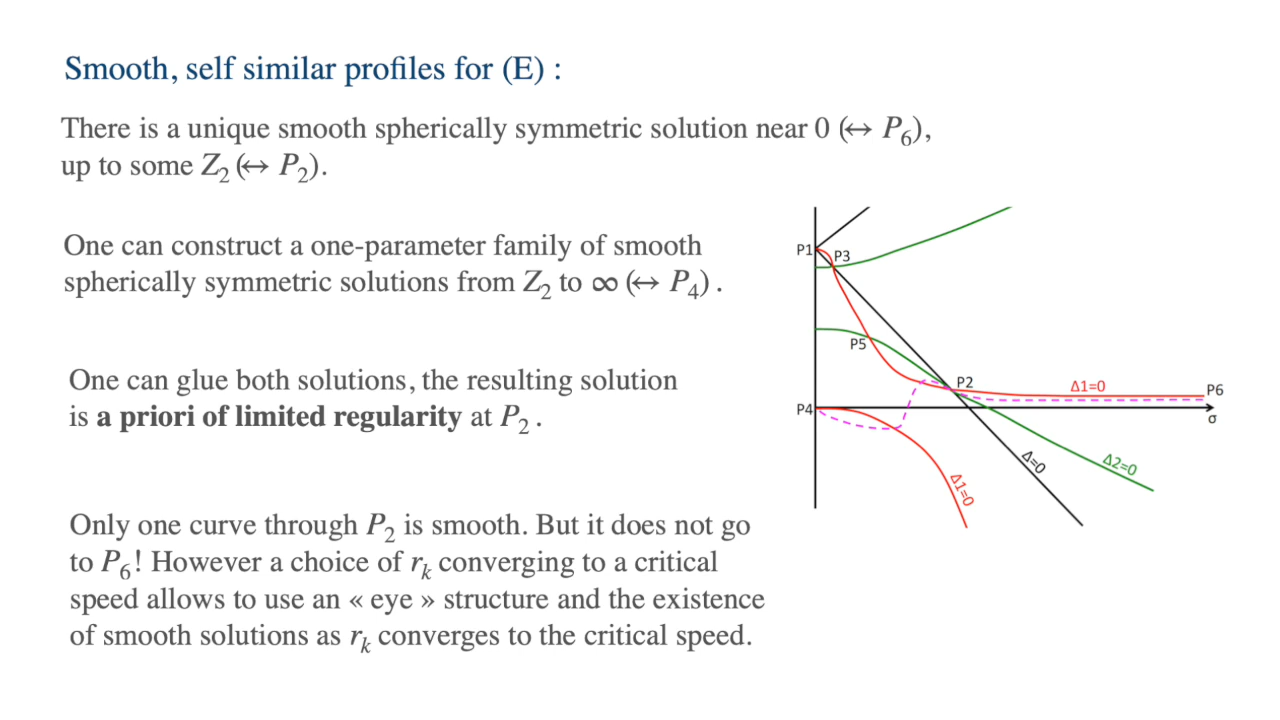 Smooth, self similar profiles for (E) :
There is a unique smooth spherically symmetric solution near 0 (↔ P₆),
up to some Z₂ (↔ P₂).
One can construct a one-parameter family of smooth
spherically symmetric solutions from Z₂ to ∞ (↔ P₄) .
One can glue both solutions, the resulting solution
is a priori of limited regularity at P₂ .
Only one curve through P₂ is smooth. But it does not go
to P₆! However a choice of rₖ converging to a critical
speed allows to use an « eye » structure and the existence
of smooth solutions as rₖ converges to the critical speed.
P1
P3
P5
P2
Δ1=0
P6
P4
σ
Δ=0
Δ2=0
Δ1=0